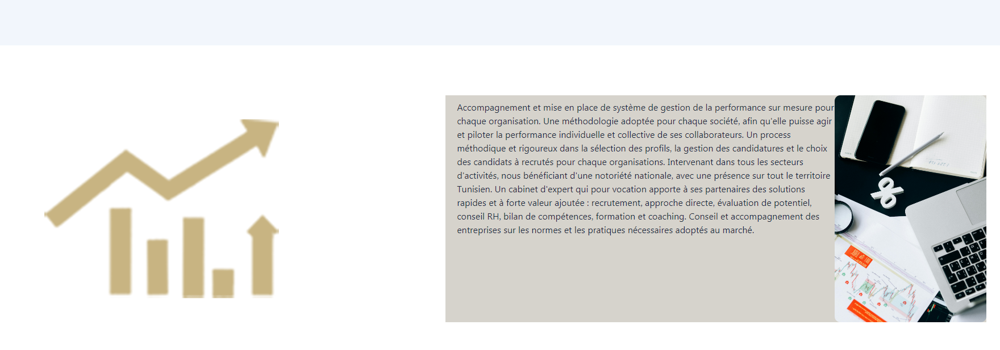 Accompagnement et mise en place de système de gestion de la performance sur mesure pour
chaque organisation. Une méthodologie adoptée pour chaque société, afin qu'elle puisse agir
et piloter la performance individuelle et collective de ses collaborateurs. Un process
méthodique et rigoureux dans la sélection des profils, la gestion des candidatures et le choix
des candidats à recrutés pour chaque organisations. Intervenant dans tous les secteurs
d'activités, nous bénéficiant d'une notoriété nationale, avec une présence sur tout le territoire
Tunisien. Un cabinet d'expert qui pour vocation apporte à ses partenaires des solutions
rapides et à forte valeur ajoutée : recrutement, approche directe, évaluation de potentiel,
conseil RH, bilan de compétences, formation et coaching. Conseil et accompagnement des
entreprises sur les normes et les pratiques nécessaires adoptés au marché.
%